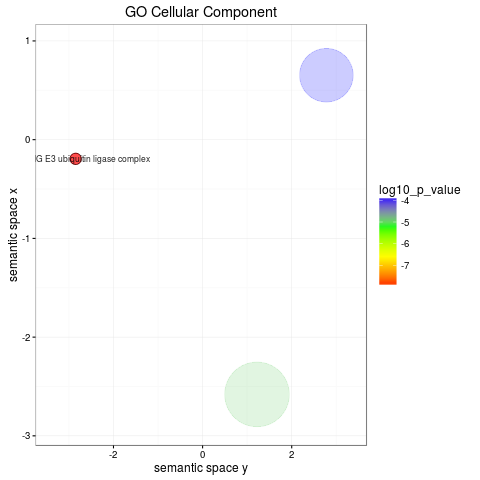 GO Cellular Component
1
0
-1
-2
-3
semantic space x
G E3 ubiquitin ligase complex
-2
0
2
semantic space y
log10_p_value
-4
-5
-6
-7